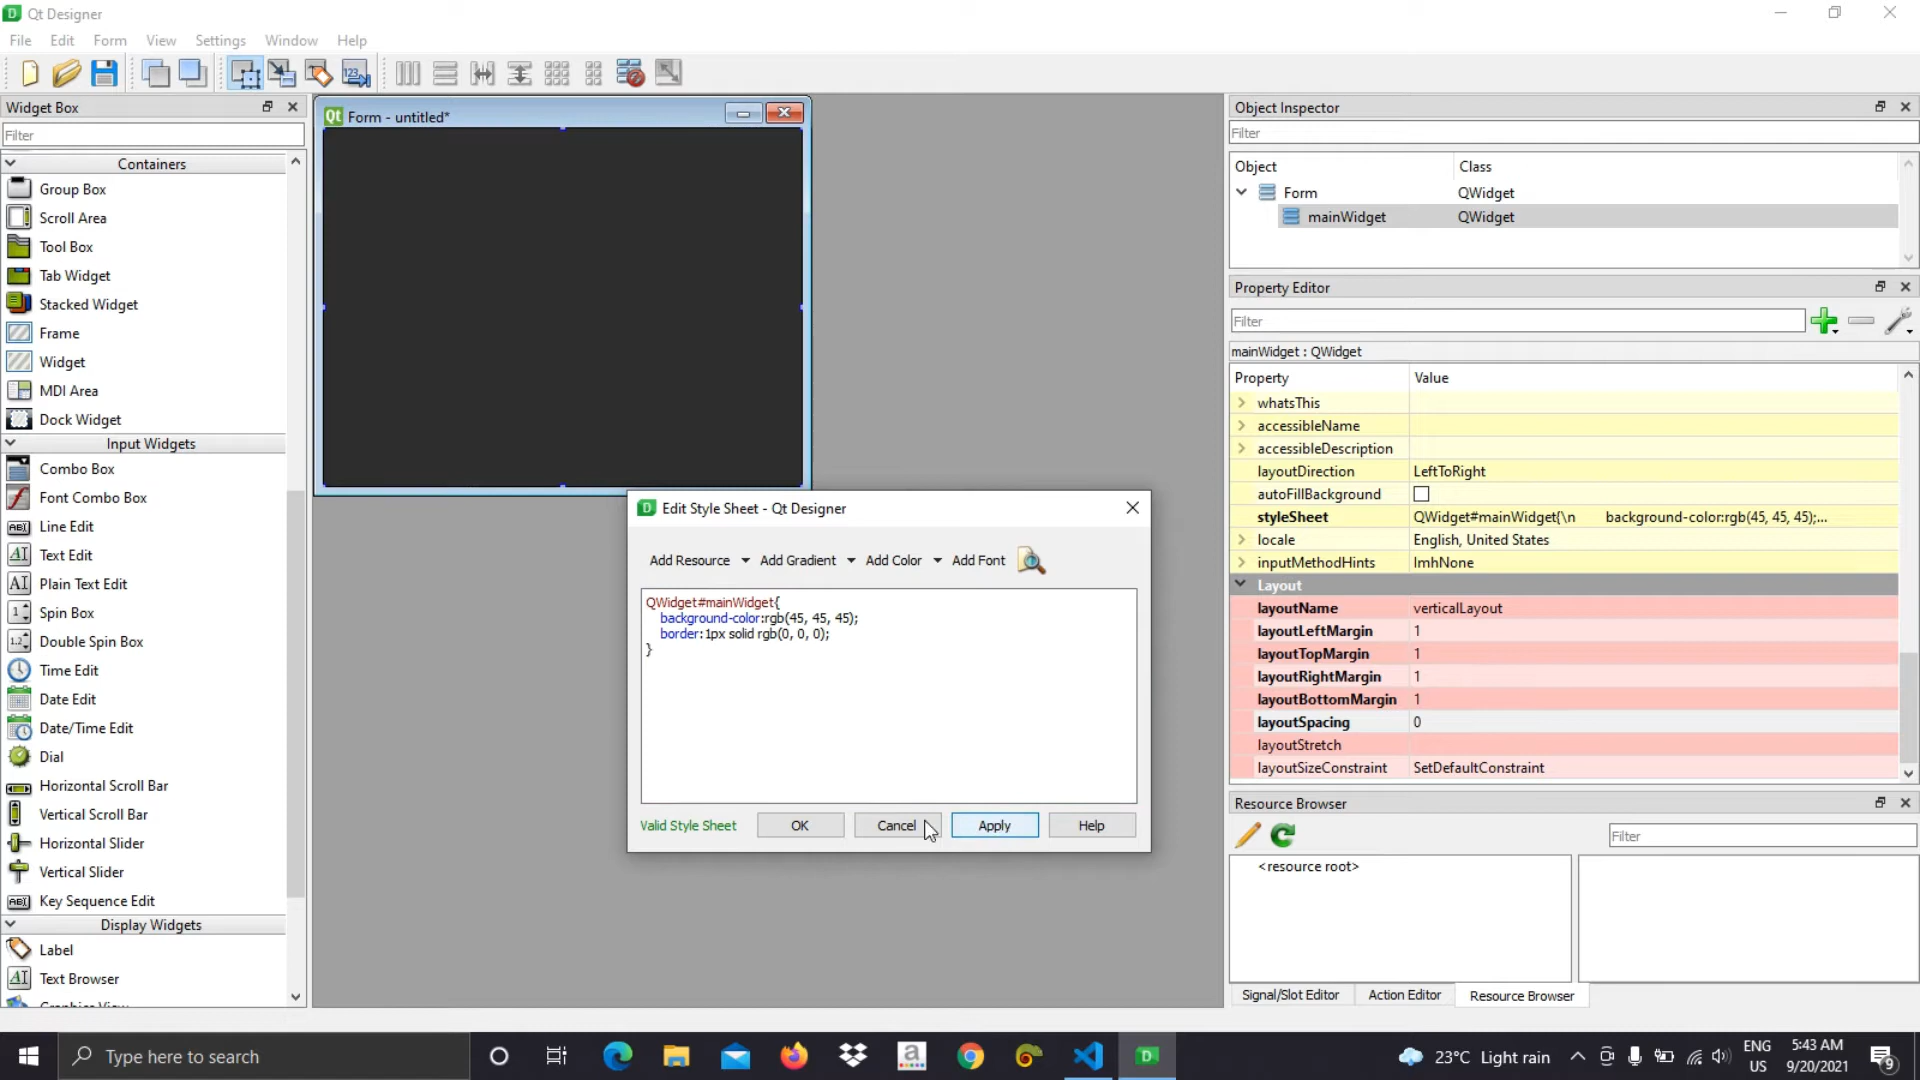 Qt Designer
File Edit Form View Settings Window Help
Widget Box
Filter
Containers
Group Box
Scroll Area
Tool Box
Tab Widget
Stacked Widget
Frame
Widget
MDI Area
Dock Widget
Input Widgets
Combo Box
Font Combo Box
Line Edit
Text Edit
Plain Text Edit
Spin Box
Double Spin Box
Time Edit
Date Edit
Date/Time Edit
Dial
Horizontal Scroll Bar
Vertical Scroll Bar
Horizontal Slider
Vertical Slider
Key Sequence Edit
Display Widgets
Label
Text Browser
Graphics View
Form - untitled*
Edit Style Sheet - Qt Designer
Add Resource Add Gradient Add Color Add Font
QWidget#mainWidget{
background-color:rgb(45, 45, 45);
border:1px solid rgb(0, 0, 0);
}
Valid Style Sheet OK Cancel Apply Help
Object Inspector
Filter
Object Class
Form QWidget
mainWidget QWidget
Property Editor
Filter
mainWidget : QWidget
Property Value
whatsThis
accessibleName
accessibleDescription
layoutDirection LeftToRight
autoFillBackground
styleSheet QWidget#mainWidget{\n background-color:rgb(45, 45, 45);...
locale English, United States
inputMethodHints ImhNone
Layout
layoutName verticalLayout
layoutLeftMargin 1
layoutTopMargin 1
layoutRightMargin 1
layoutBottomMargin 1
layoutSpacing 0
layoutStretch
layoutSizeConstraint SetDefaultConstraint
Resource Browser
Filter
<resource root>
Signal/Slot Editor Action Editor Resource Browser
Type here to search
23°C Light rain
ENG
US
5:43 AM
9/20/2021
9